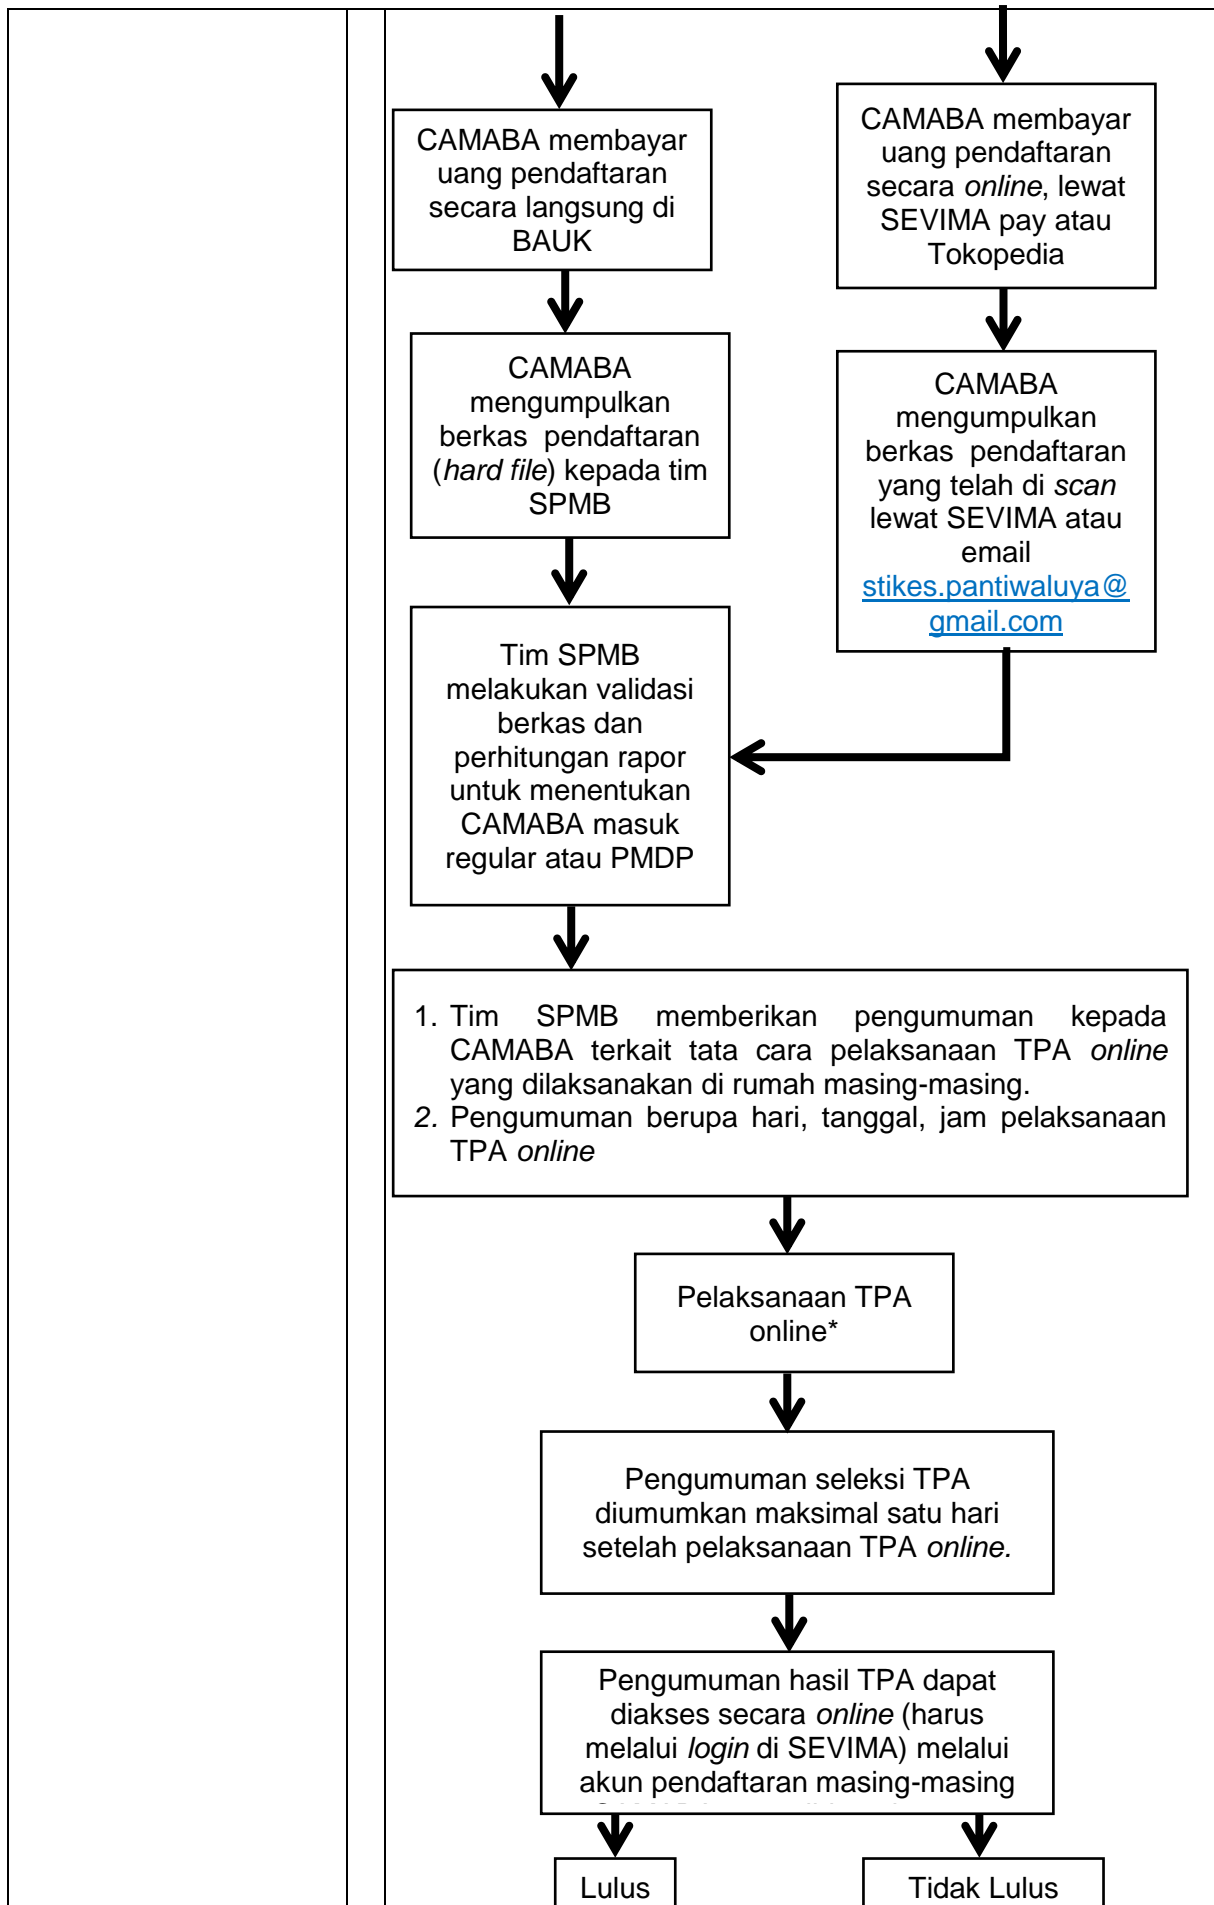 CAMABA membayar
uang pendaftaran
secara langsung di
BAUK
CAMABA membayar
uang pendaftaran
secara online, lewat
SEVIMA pay atau
Tokopedia
CAMABA
mengumpulkan
berkas pendaftaran
(hard file) kepada tim
SPMB
CAMABA
mengumpulkan
berkas pendaftaran
yang telah di scan
lewat SEVIMA atau
email
stikes.pantiwaluya@
gmail.com
Tim SPMB
melakukan validasi
berkas dan
perhitungan rapor
untuk menentukan
CAMABA masuk
regular atau PMDP
1. Tim SPMB memberikan pengumuman kepada
CAMABA terkait tata cara pelaksanaan TPA online
yang dilaksanakan di rumah masing-masing.
2. Pengumuman berupa hari, tanggal, jam pelaksanaan
TPA online
Pelaksanaan TPA
online*
Pengumuman seleksi TPA
diumumkan maksimal satu hari
setelah pelaksanaan TPA online.
Pengumuman hasil TPA dapat
diakses secara online (harus
melalui login di SEVIMA) melalui
akun pendaftaran masing-masing
Lulus
Tidak Lulus